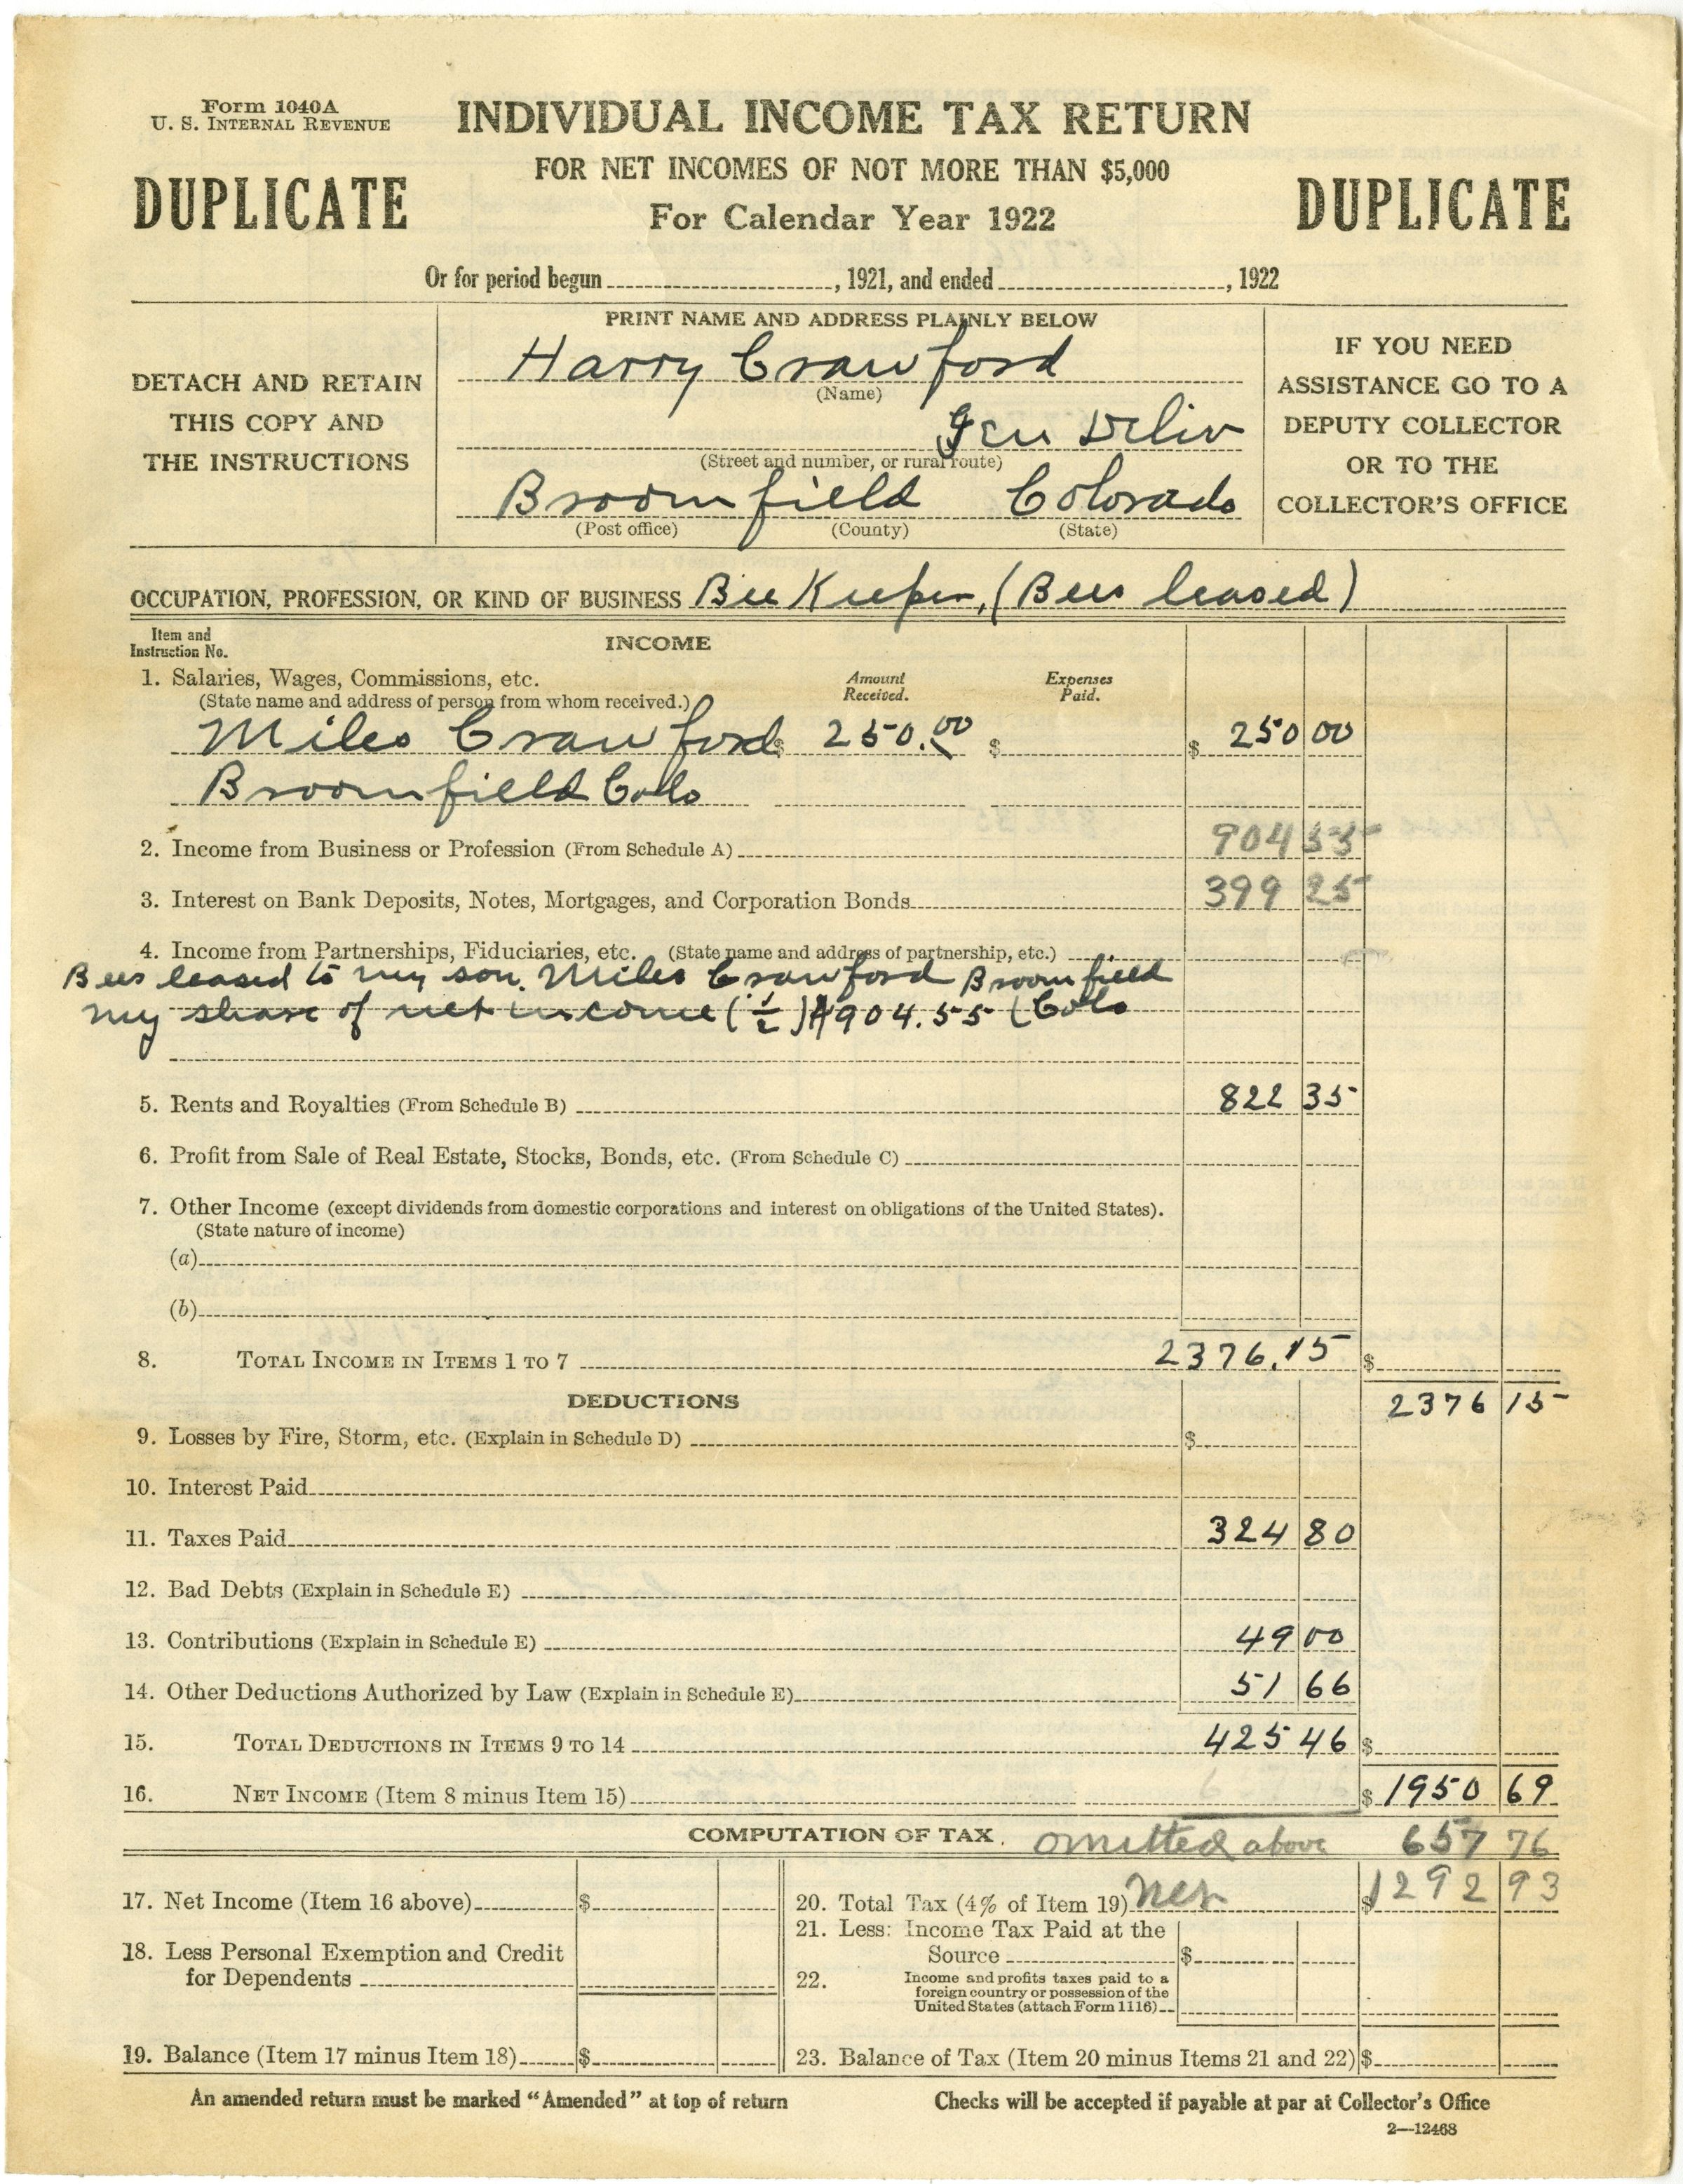 Form 1040A
U. S. INTERNAL REVENUE
DUPLICATE
INDIVIDUAL INCOME TAX RETURN
FOR NET INCOMES OF NOT MORE THAN $5,000
For Calendar Year 1922
DUPLICATE
Or for period begun , 1921, and ended , 1922
DETACH AND RETAIN
THIS COPY AND
THE INSTRUCTIONS
PRINT NAME AND ADDRESS PLAINLY BELOW
Harry Crawford
(Name)
Gen Deliv
(Street and number, or rural route)
Broomfield Colorado
(Post office) (County) (State)
IF YOU NEED
ASSISTANCE GO TO A
DEPUTY COLLECTOR
OR TO THE
COLLECTOR'S OFFICE
OCCUPATION, PROFESSION, OR KIND OF BUSINESS Bee Keeper, (Bees leased)
Item and
Instruction No.
INCOME
1. Salaries, Wages, Commissions, etc.
(State name and address of person from whom received.)
Amount
Received.
Expenses
Paid.
Miles Crawford $ 250.00 $ $ 250 00
Broomfield Colo
2. Income from Business or Profession (From Schedule A) 904 55
3. Interest on Bank Deposits, Notes, Mortgages, and Corporation Bonds 399 25
4. Income from Partnerships, Fiduciaries, etc. (State name and address of partnership, etc.)
Bees leased to my son. Miles Crawford Broomfield
my share of net income (1/2) $904.55 (Colo
5. Rents and Royalties (From Schedule B) 822 35
6. Profit from Sale of Real Estate, Stocks, Bonds, etc. (From Schedule C)
7. Other Income (except dividends from domestic corporations and interest on obligations of the United States).
(State nature of income)
(a)
(b)
8. TOTAL INCOME IN ITEMS 1 TO 7 2376.15 $
DEDUCTIONS 2376 15
9. Losses by Fire, Storm, etc. (Explain in Schedule D) $
10. Interest Paid
11. Taxes Paid 324 80
12. Bad Debts (Explain in Schedule E)
13. Contributions (Explain in Schedule E) 49 00
14. Other Deductions Authorized by Law (Explain in Schedule E) 51 66
15. TOTAL DEDUCTIONS IN ITEMS 9 TO 14 425 46 $
16. NET INCOME (Item 8 minus Item 15) $ 1950 69
COMPUTATION OF TAX. omitted above 657 76
17. Net Income (Item 16 above) $
18. Less Personal Exemption and Credit
for Dependents
19. Balance (Item 17 minus Item 18) $
20. Total Tax (4% of Item 19) Net $ 1292 93
21. Less: Income Tax Paid at the
Source $
22. Income and profits taxes paid to a
foreign country or possession of the
United States (attach Form 1116)
23. Balance of Tax (Item 20 minus Items 21 and 22) $
An amended return must be marked "Amended" at top of return
Checks will be accepted if payable at par at Collector's Office
2—12468